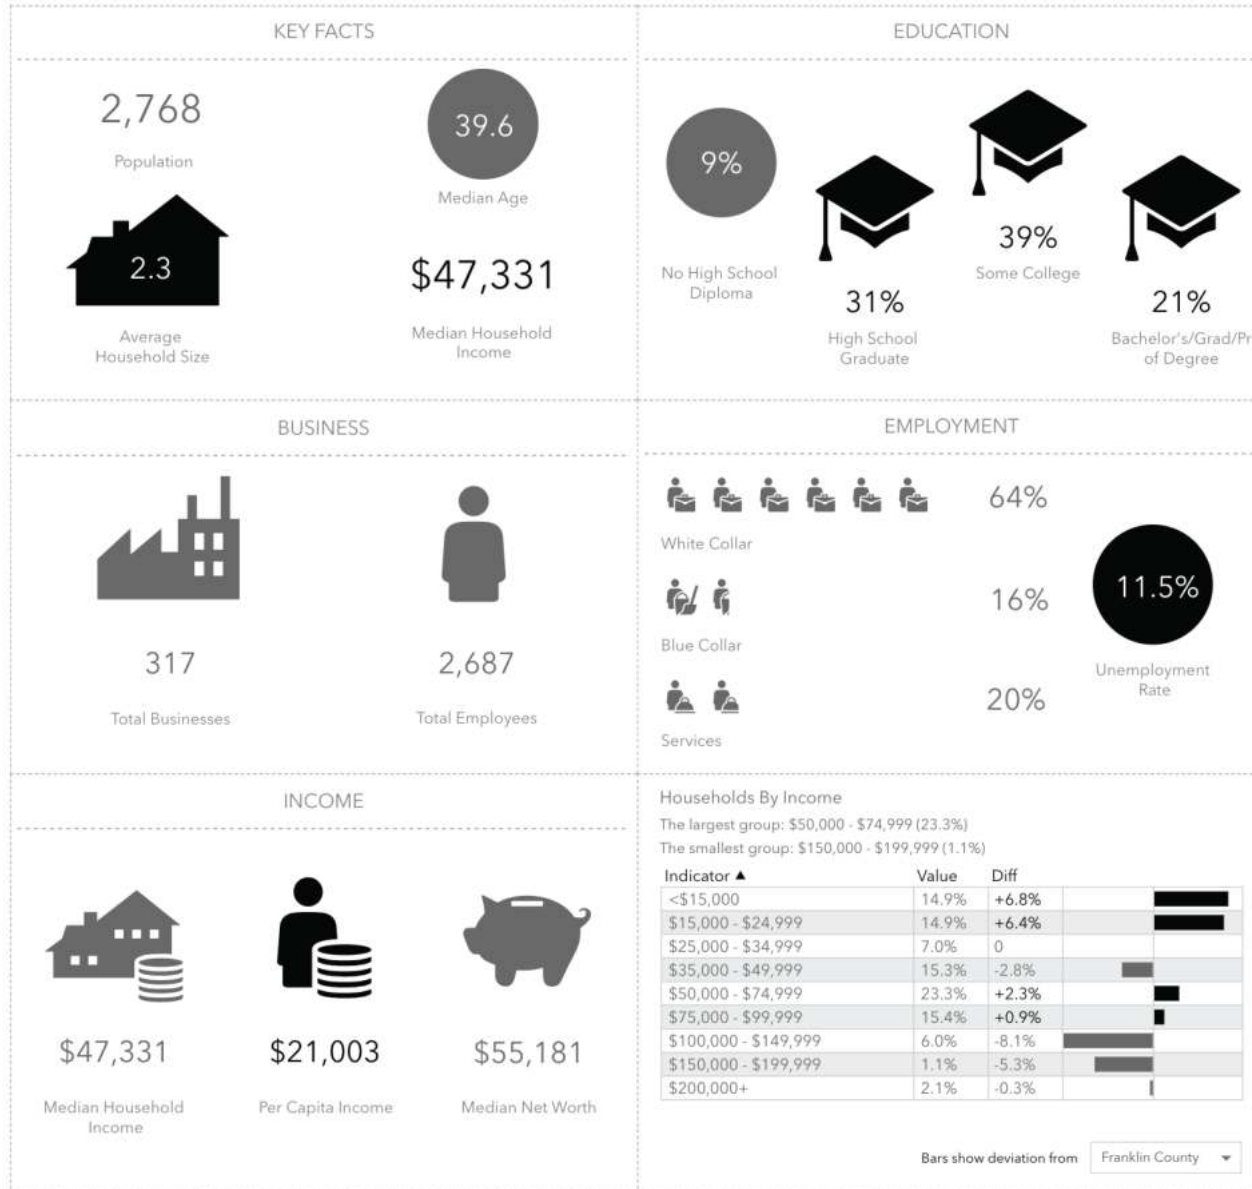 KEY FACTS
2,768
Population
39.6
Median Age
2.3
Average
Household Size
$47,331
Median Household
Income
EDUCATION
9%
No High School
Diploma
31%
High School
Graduate
39%
Some College
21%
Bachelor's/Grad/Pr
of Degree
BUSINESS
317
Total Businesses
2,687
Total Employees
EMPLOYMENT
64%
White Collar
16%
Blue Collar
20%
Services
11.5%
Unemployment
Rate
INCOME
$47,331
Median Household
Income
$21,003
Per Capita Income
$55,181
Median Net Worth
Households By Income
The largest group: $50,000 - $74,999 (23.3%)
The smallest group: $150,000 - $199,999 (1.1%)
Indicator ▲ Value Diff
<$15,000 14.9% +6.8%
$15,000 - $24,999 14.9% +6.4%
$25,000 - $34,999 7.0% 0
$35,000 - $49,999 15.3% -2.8%
$50,000 - $74,999 23.3% +2.3%
$75,000 - $99,999 15.4% +0.9%
$100,000 - $149,999 6.0% -8.1%
$150,000 - $199,999 1.1% -5.3%
$200,000+ 2.1% -0.3%
Bars show deviation from Franklin County